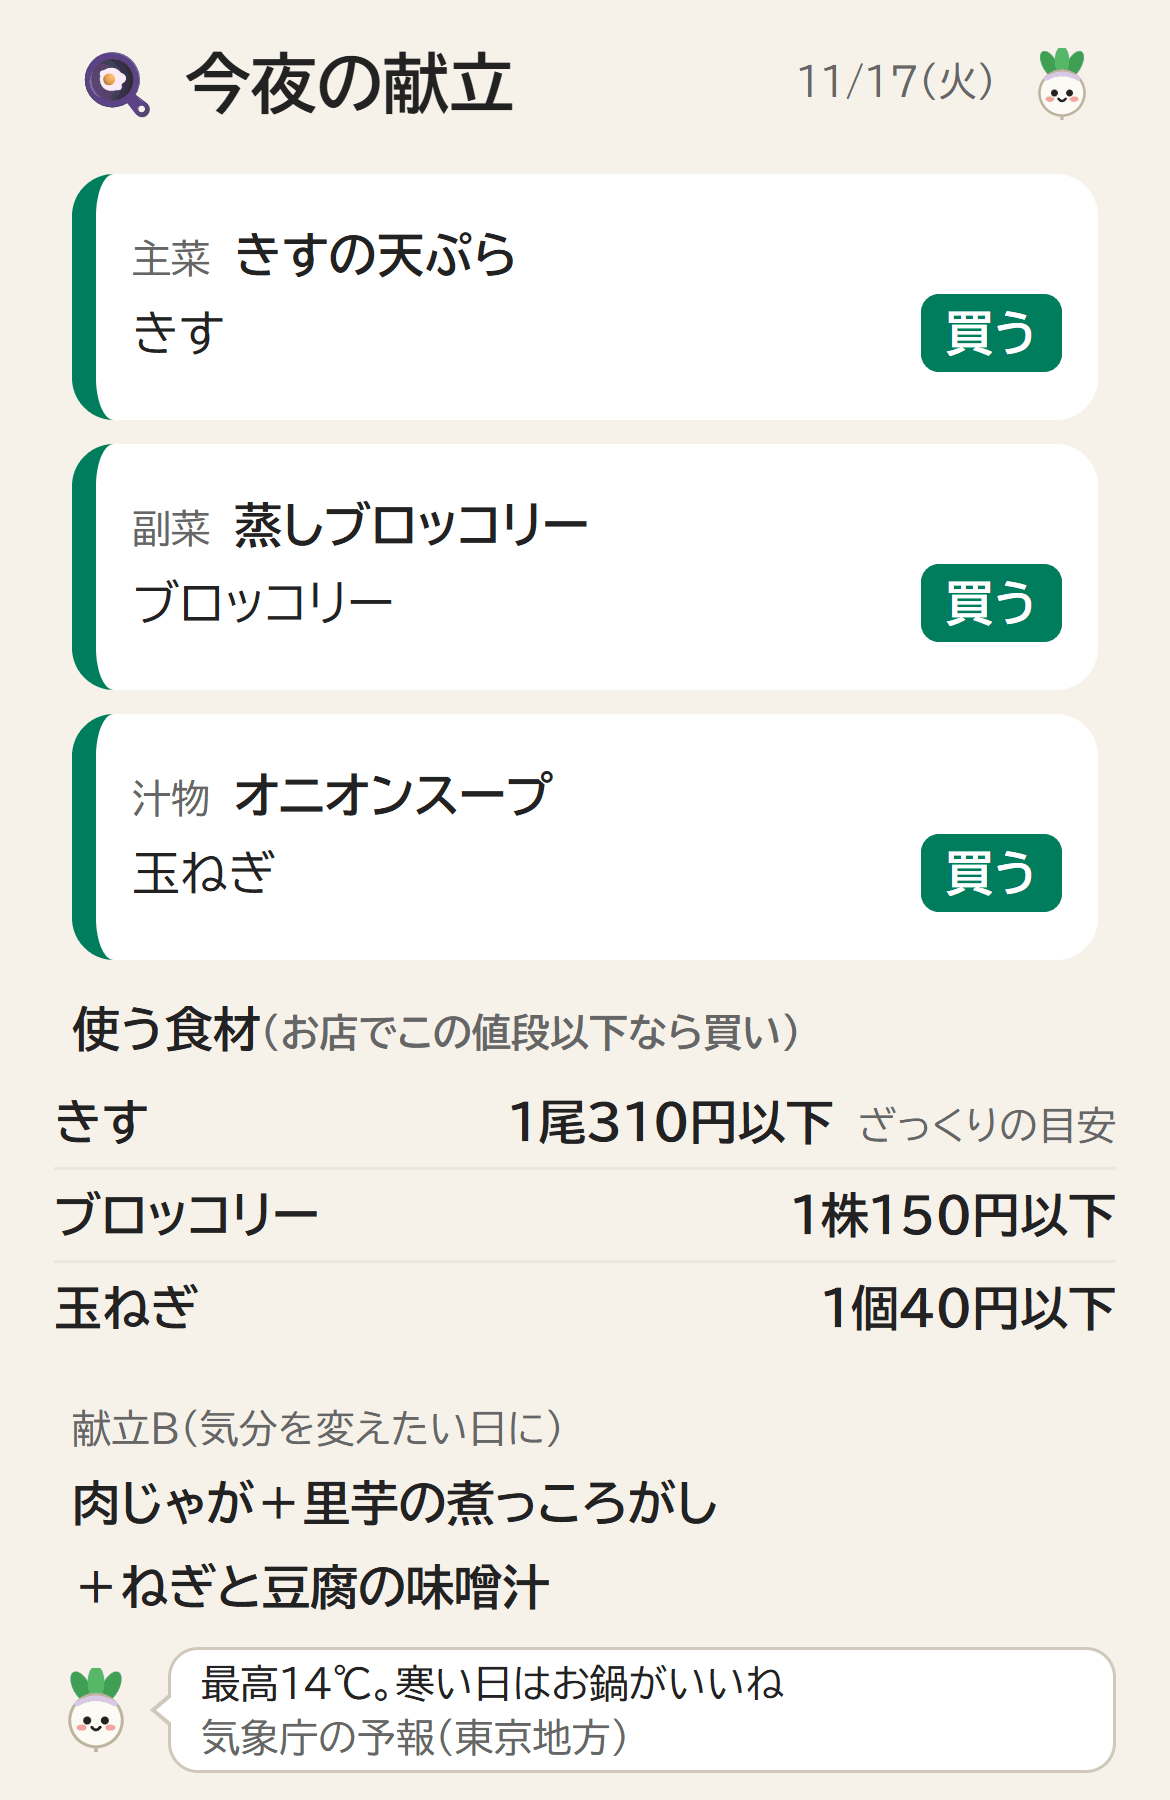 今夜の献立
11/17(火)
主菜 きすの天ぷら
きす
買う
副菜 蒸しブロッコリー
ブロッコリー
買う
汁物 オニオンスープ
玉ねぎ
買う
使う食材(お店でこの値段以下なら買い)
きす 1尾310円以下 ざっくりの目安
ブロッコリー 1株150円以下
玉ねぎ 1個40円以下
献立B(気分を変えたい日に)
肉じゃが＋里芋の煮っころがし
＋ねぎと豆腐の味噌汁
最高14℃。寒い日はお鍋がいいね
気象庁の予報(東京地方)